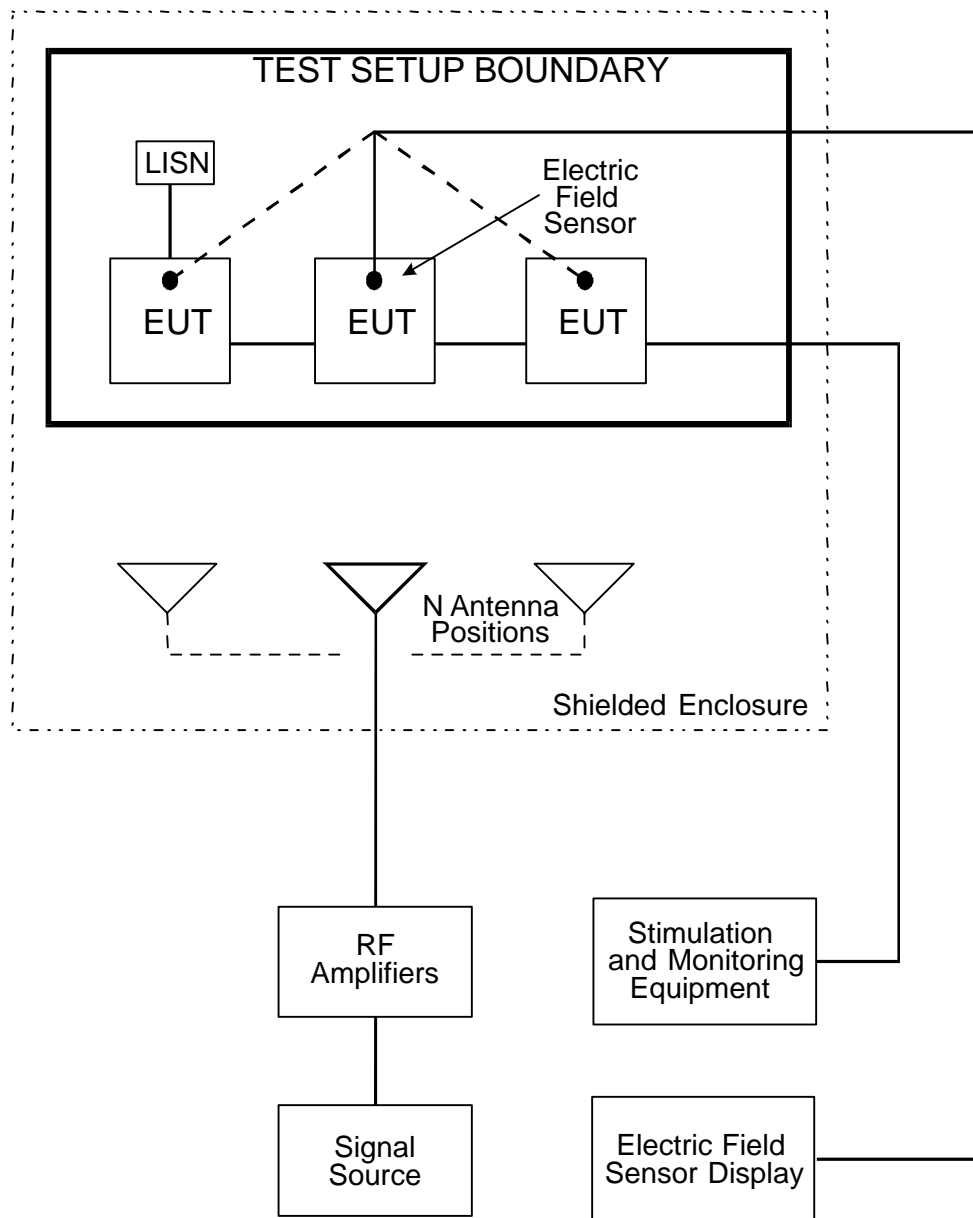 TEST SETUP BOUNDARY
LISN
Electric
Field
Sensor
EUT
EUT
EUT
N Antenna
Positions
Shielded Enclosure
RF
Amplifiers
Stimulation
and Monitoring
Equipment
Signal
Source
Electric Field
Sensor Display